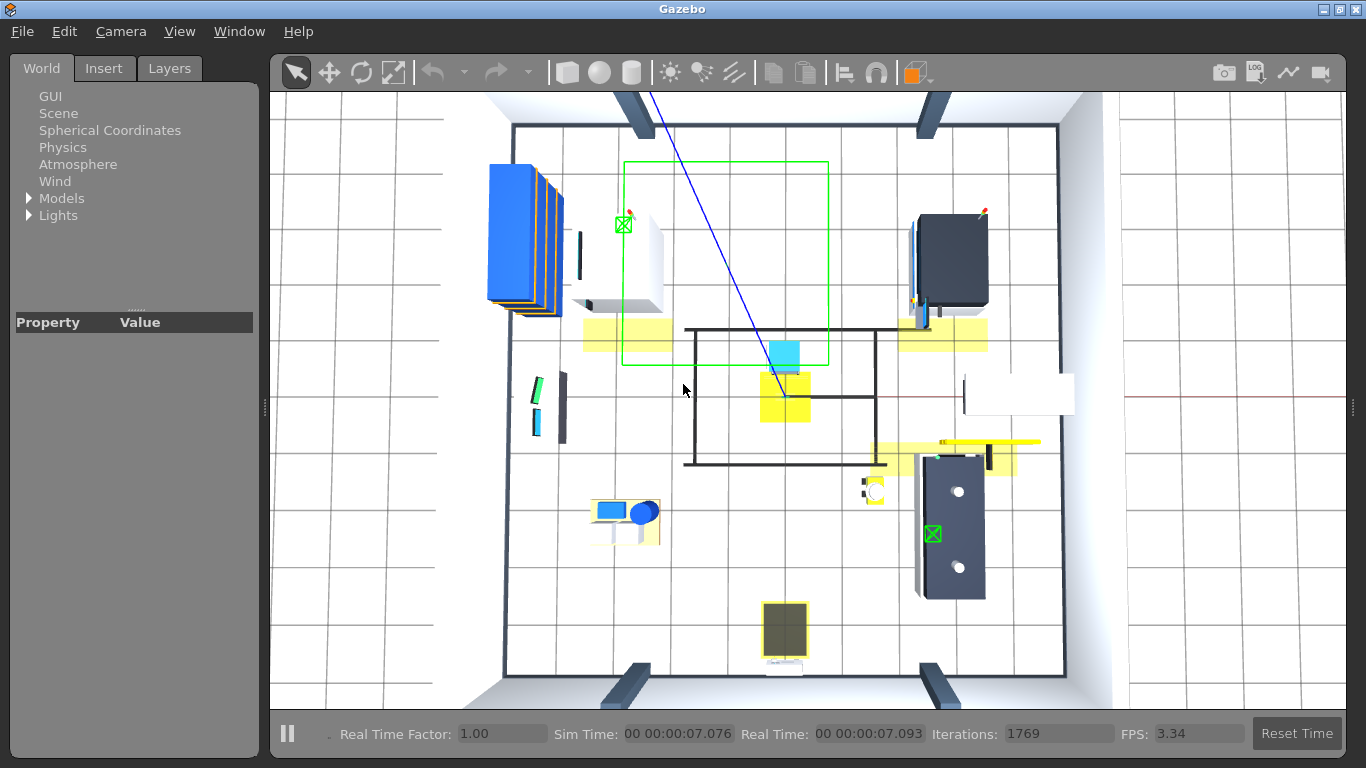 Gazebo
File Edit Camera View Window Help
World Insert Layers
GUI
Scene
Spherical Coordinates
Physics
Atmosphere
Wind
Models
Lights
Property Value
LOG
Real Time Factor: 1.00 Sim Time: 00 00:00:07.076 Real Time: 00 00:00:07.093 Iterations: 1769 FPS: 3.34 Reset Time